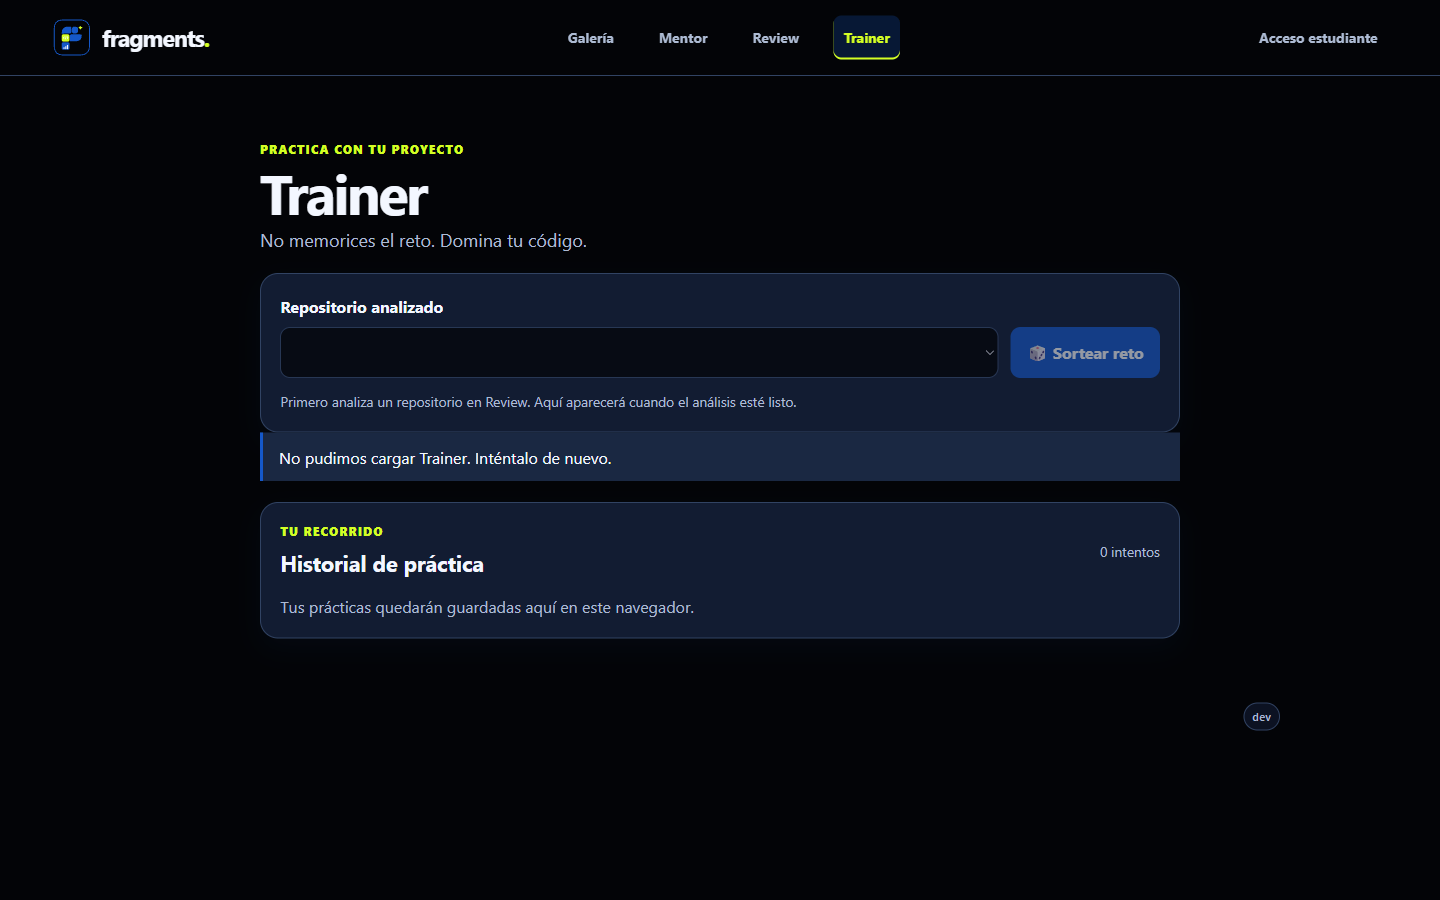 fragments.
Galería
Mentor
Review
Trainer
Acceso estudiante
PRACTICA CON TU PROYECTO
Trainer
No memorices el reto. Domina tu código.
Repositorio analizado
🎲 Sortear reto
Primero analiza un repositorio en Review. Aquí aparecerá cuando el análisis esté listo.
No pudimos cargar Trainer. Inténtalo de nuevo.
TU RECORRIDO
Historial de práctica
0 intentos
Tus prácticas quedarán guardadas aquí en este navegador.
dev